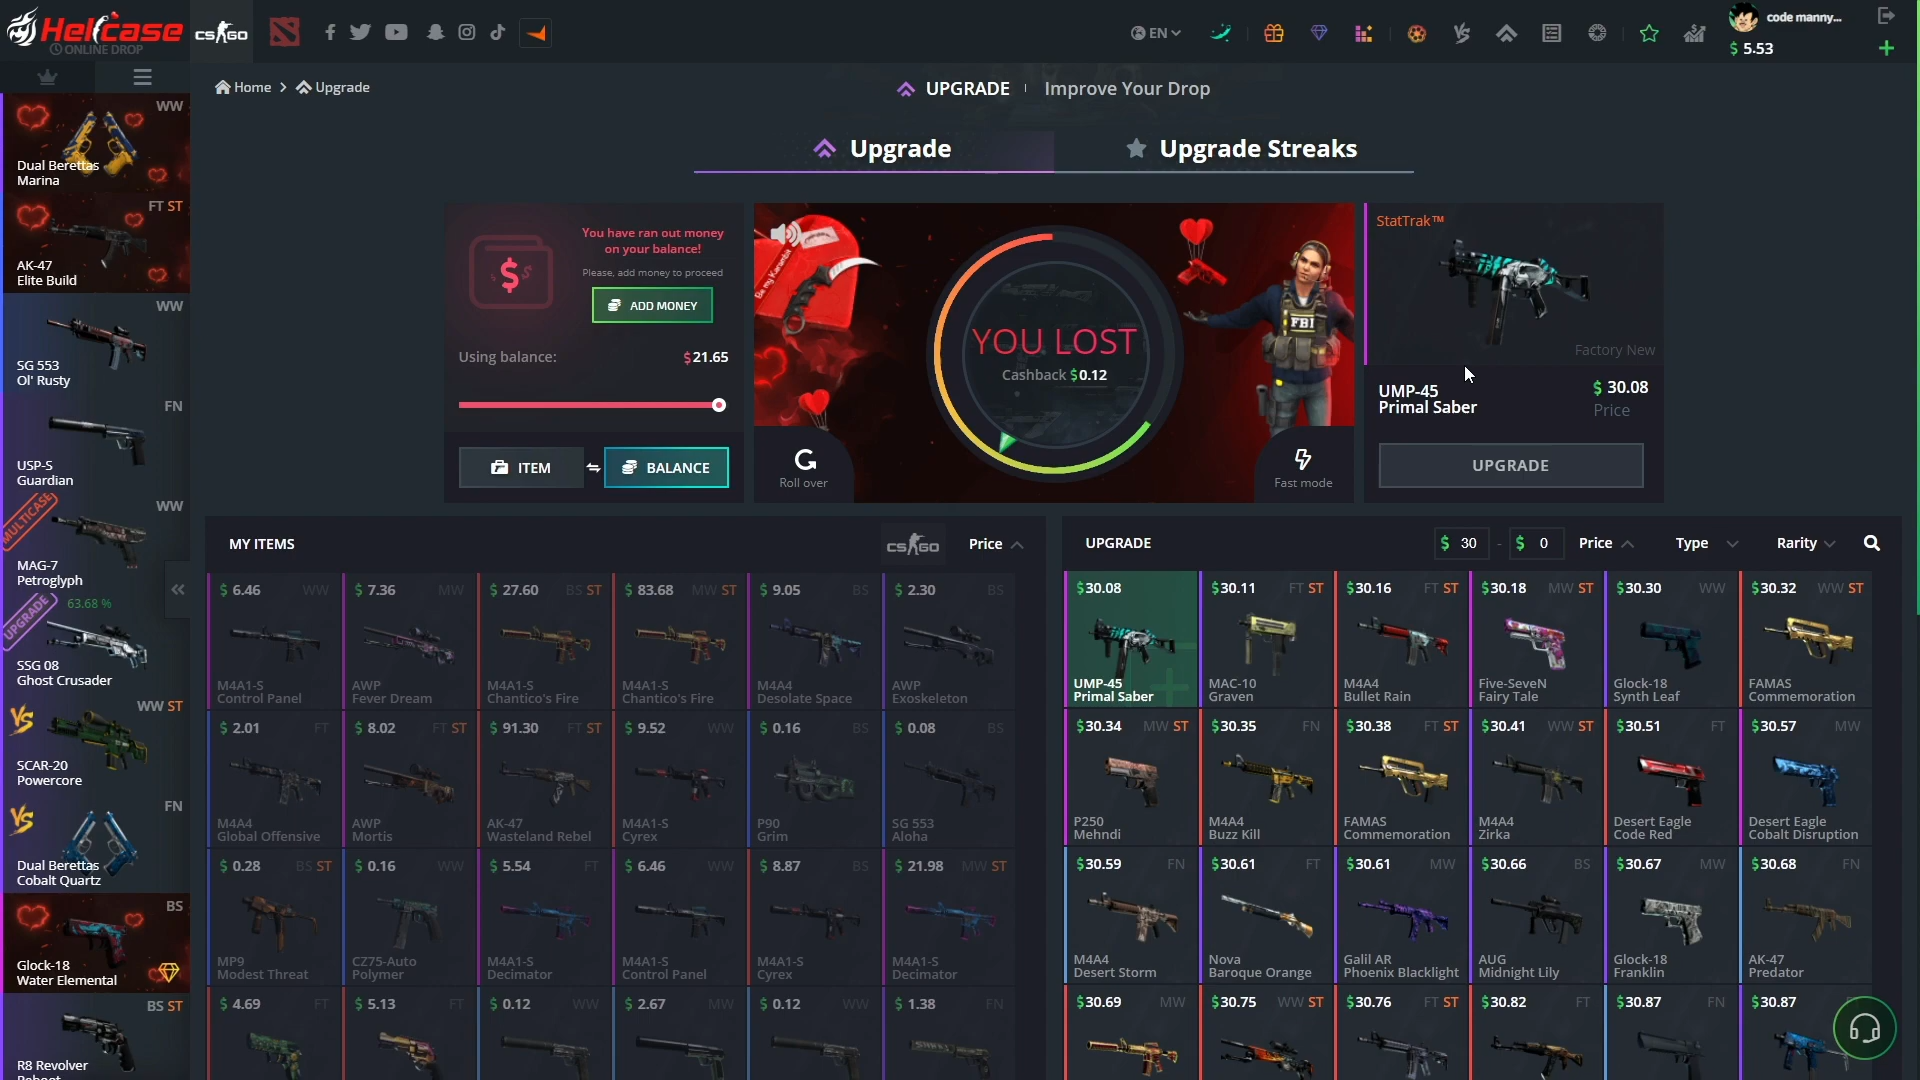 HellCase
ONLINE DROP
CS:GO
EN
code manny...
$ 5.53
Home > Upgrade
UPGRADE | Improve Your Drop
Upgrade
Upgrade Streaks
WW
Dual Berettas
Marina
FT ST
AK-47
Elite Build
WW
SG 553
Ol' Rusty
FN
USP-S
Guardian
WW
MULTICASE
MAG-7
Petroglyph
63.68 %
UPGRADE
SSG 08
Ghost Crusader
WW ST
VS
SCAR-20
Powercore
FN
VS
Dual Berettas
Cobalt Quartz
BS
Glock-18
Water Elemental
BS ST
R8 Revolver
You have ran out money
on your balance!
Please, add money to proceed
ADD MONEY
Using balance:
$21.65
ITEM
BALANCE
Be my Karambit
FBI
YOU LOST
Cashback $0.12
Roll over
Fast mode
StatTrak™
Factory New
UMP-45
Primal Saber
$ 30.08
Price
UPGRADE
MY ITEMS
CS:GO
Price
$ 6.46 WW
M4A1-S
Control Panel
$ 7.36 MW
AWP
Fever Dream
$ 27.60 BS ST
M4A1-S
Chantico's Fire
$ 83.68 MW ST
M4A1-S
Chantico's Fire
$ 9.05 BS
M4A4
Desolate Space
$ 2.30 BS
AWP
Exoskeleton
$ 2.01 FT
M4A4
Global Offensive
$ 8.02 FT ST
AWP
Mortis
$ 91.30 FT ST
AK-47
Wasteland Rebel
$ 9.52 WW
M4A1-S
Cyrex
$ 0.16 BS
P90
Grim
$ 0.08 BS
SG 553
Aloha
$ 0.28 BS ST
MP9
Modest Threat
$ 0.16 WW
CZ75-Auto
Polymer
$ 5.54 FT
M4A1-S
Decimator
$ 6.46 WW
M4A1-S
Control Panel
$ 8.87 BS
M4A1-S
Cyrex
$ 21.98 MW ST
M4A1-S
Decimator
$ 4.69 FT
$ 5.13 FT
$ 0.12 WW
$ 2.67 MW
$ 0.12 WW
$ 1.38 FN
UPGRADE
$ 30 - $ 0
Price
Type
Rarity
$30.08
UMP-45
Primal Saber
$30.11 FT ST
MAC-10
Graven
$30.16 FT ST
M4A4
Bullet Rain
$30.18 MW ST
Five-SeveN
Fairy Tale
$30.30 WW
Glock-18
Synth Leaf
$30.32 WW ST
FAMAS
Commemoration
$30.34 MW ST
P250
Mehndi
$30.35 FN
M4A4
Buzz Kill
$30.38 FT ST
FAMAS
Commemoration
$30.41 WW ST
M4A4
Zirka
$30.51 FT
Desert Eagle
Code Red
$30.57 MW
Desert Eagle
Cobalt Disruption
$30.59 FN
M4A4
Desert Storm
$30.61 FT
Nova
Baroque Orange
$30.61 MW
Galil AR
Phoenix Blacklight
$30.66 BS
AUG
Midnight Lily
$30.67 MW
Glock-18
Franklin
$30.68 FN
AK-47
Predator
$30.69 MW
$30.75 WW ST
$30.76 FT ST
$30.82 FT
$30.87 FN
$30.87